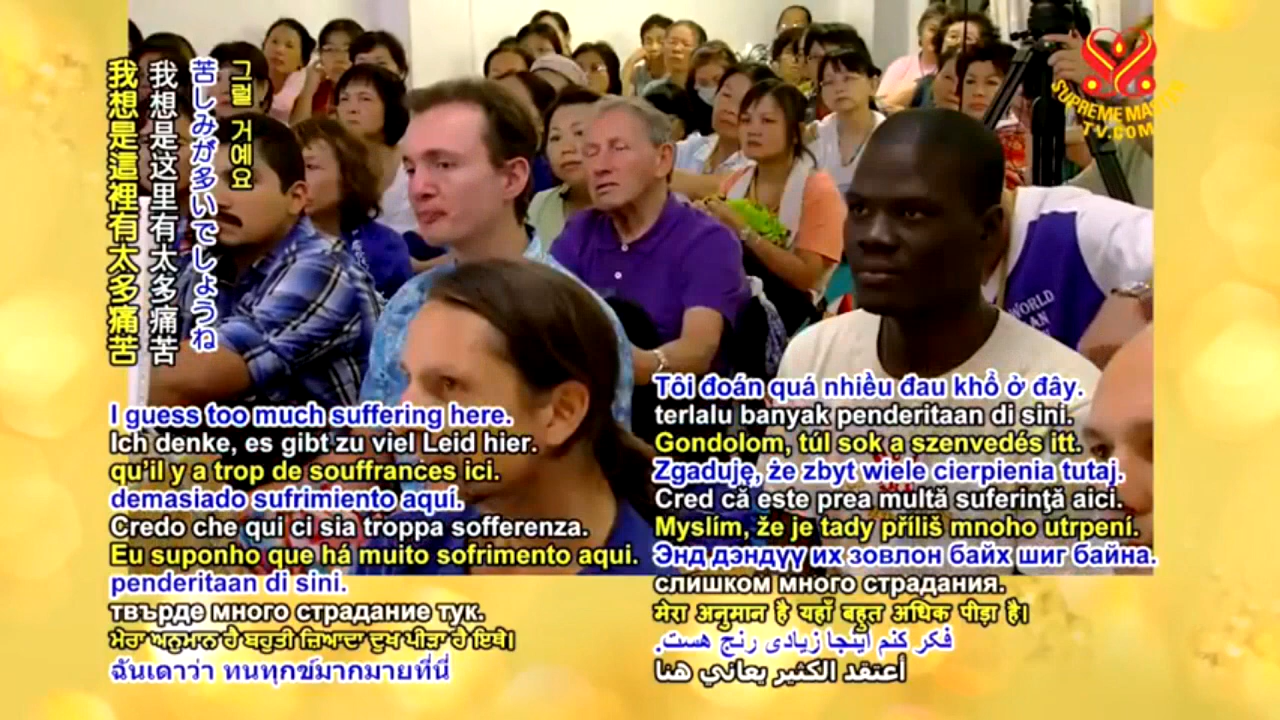 그럴 거예요
苦しみが多いでしょうね
我想是这里有太多痛苦
我想是這裡有太多痛苦
SUPREME MASTER
TV.COM
WORLD
I guess too much suffering here.
Ich denke, es gibt zu viel Leid hier.
qu'il y a trop de souffrances ici.
demasiado sufrimiento aquí.
Credo che qui ci sia troppa sofferenza.
Eu suponho que há muito sofrimento aqui.
penderitaan di sini.
твърде много страдание тук.
ਮੇਰਾ ਅਨੁਮਾਨ ਹੈ ਬਹੁਤੀ ਜ਼ਿਆਦਾ ਦੁਖ ਪੀੜਾ ਹੈ ਇਥੇ।
ฉันเดาว่า ทนทุกข์มากมายที่นี่
Tôi đoán quá nhiều đau khổ ở đây.
terlalu banyak penderitaan di sini.
Gondolom, túl sok a szenvedés itt.
Zgaduję, że zbyt wiele cierpienia tutaj.
Cred că este prea multă suferinţă aici.
Myslím, že je tady příliš mnoho utrpení.
Энд дэндүү их зовлон байх шиг байна.
слишком много страдания.
मेरा अनुमान है यहाँ बहुत अधिक पीड़ा है।
فکر کنم اینجا زیادی رنج هست.
أعتقد الكثير يعاني هنا